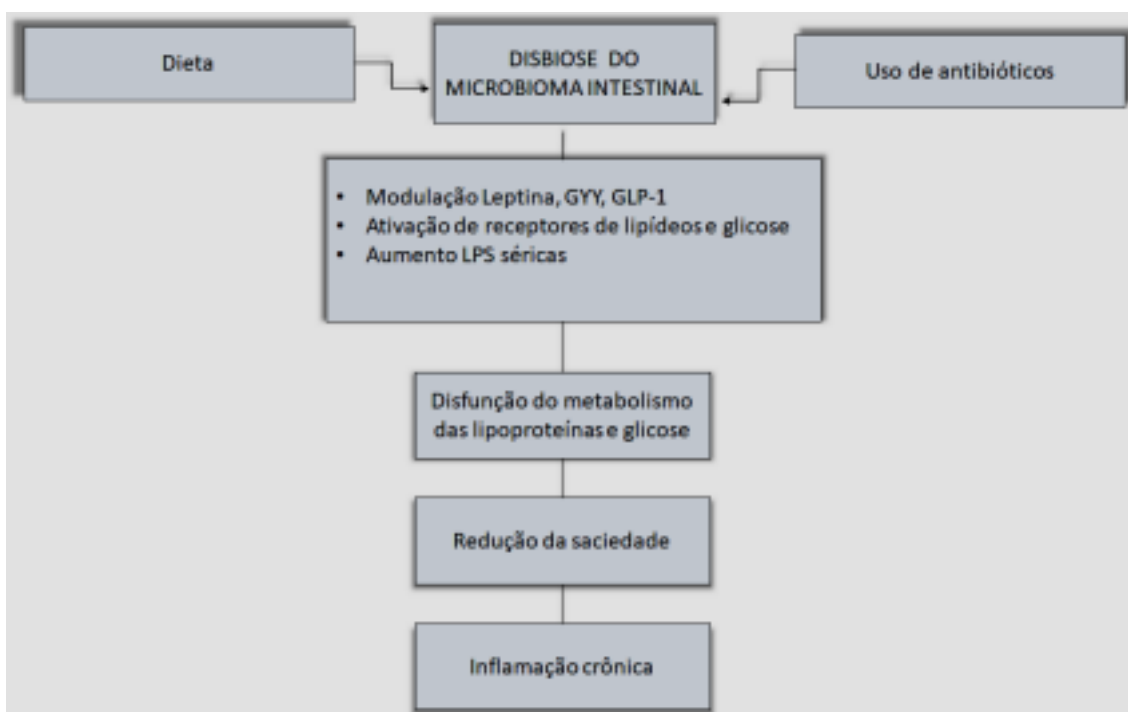 Dieta
DISBIOSE DO
MICROBIOMA INTESTINAL
Uso de antibióticos
• Modulação Leptina, GYY, GLP-1
• Ativação de receptores de lipídeos e glicose
• Aumento LPS séricas
Disfunção do metabolismo
das lipoproteínas e glicose
Redução da saciedade
Inflamação crônica